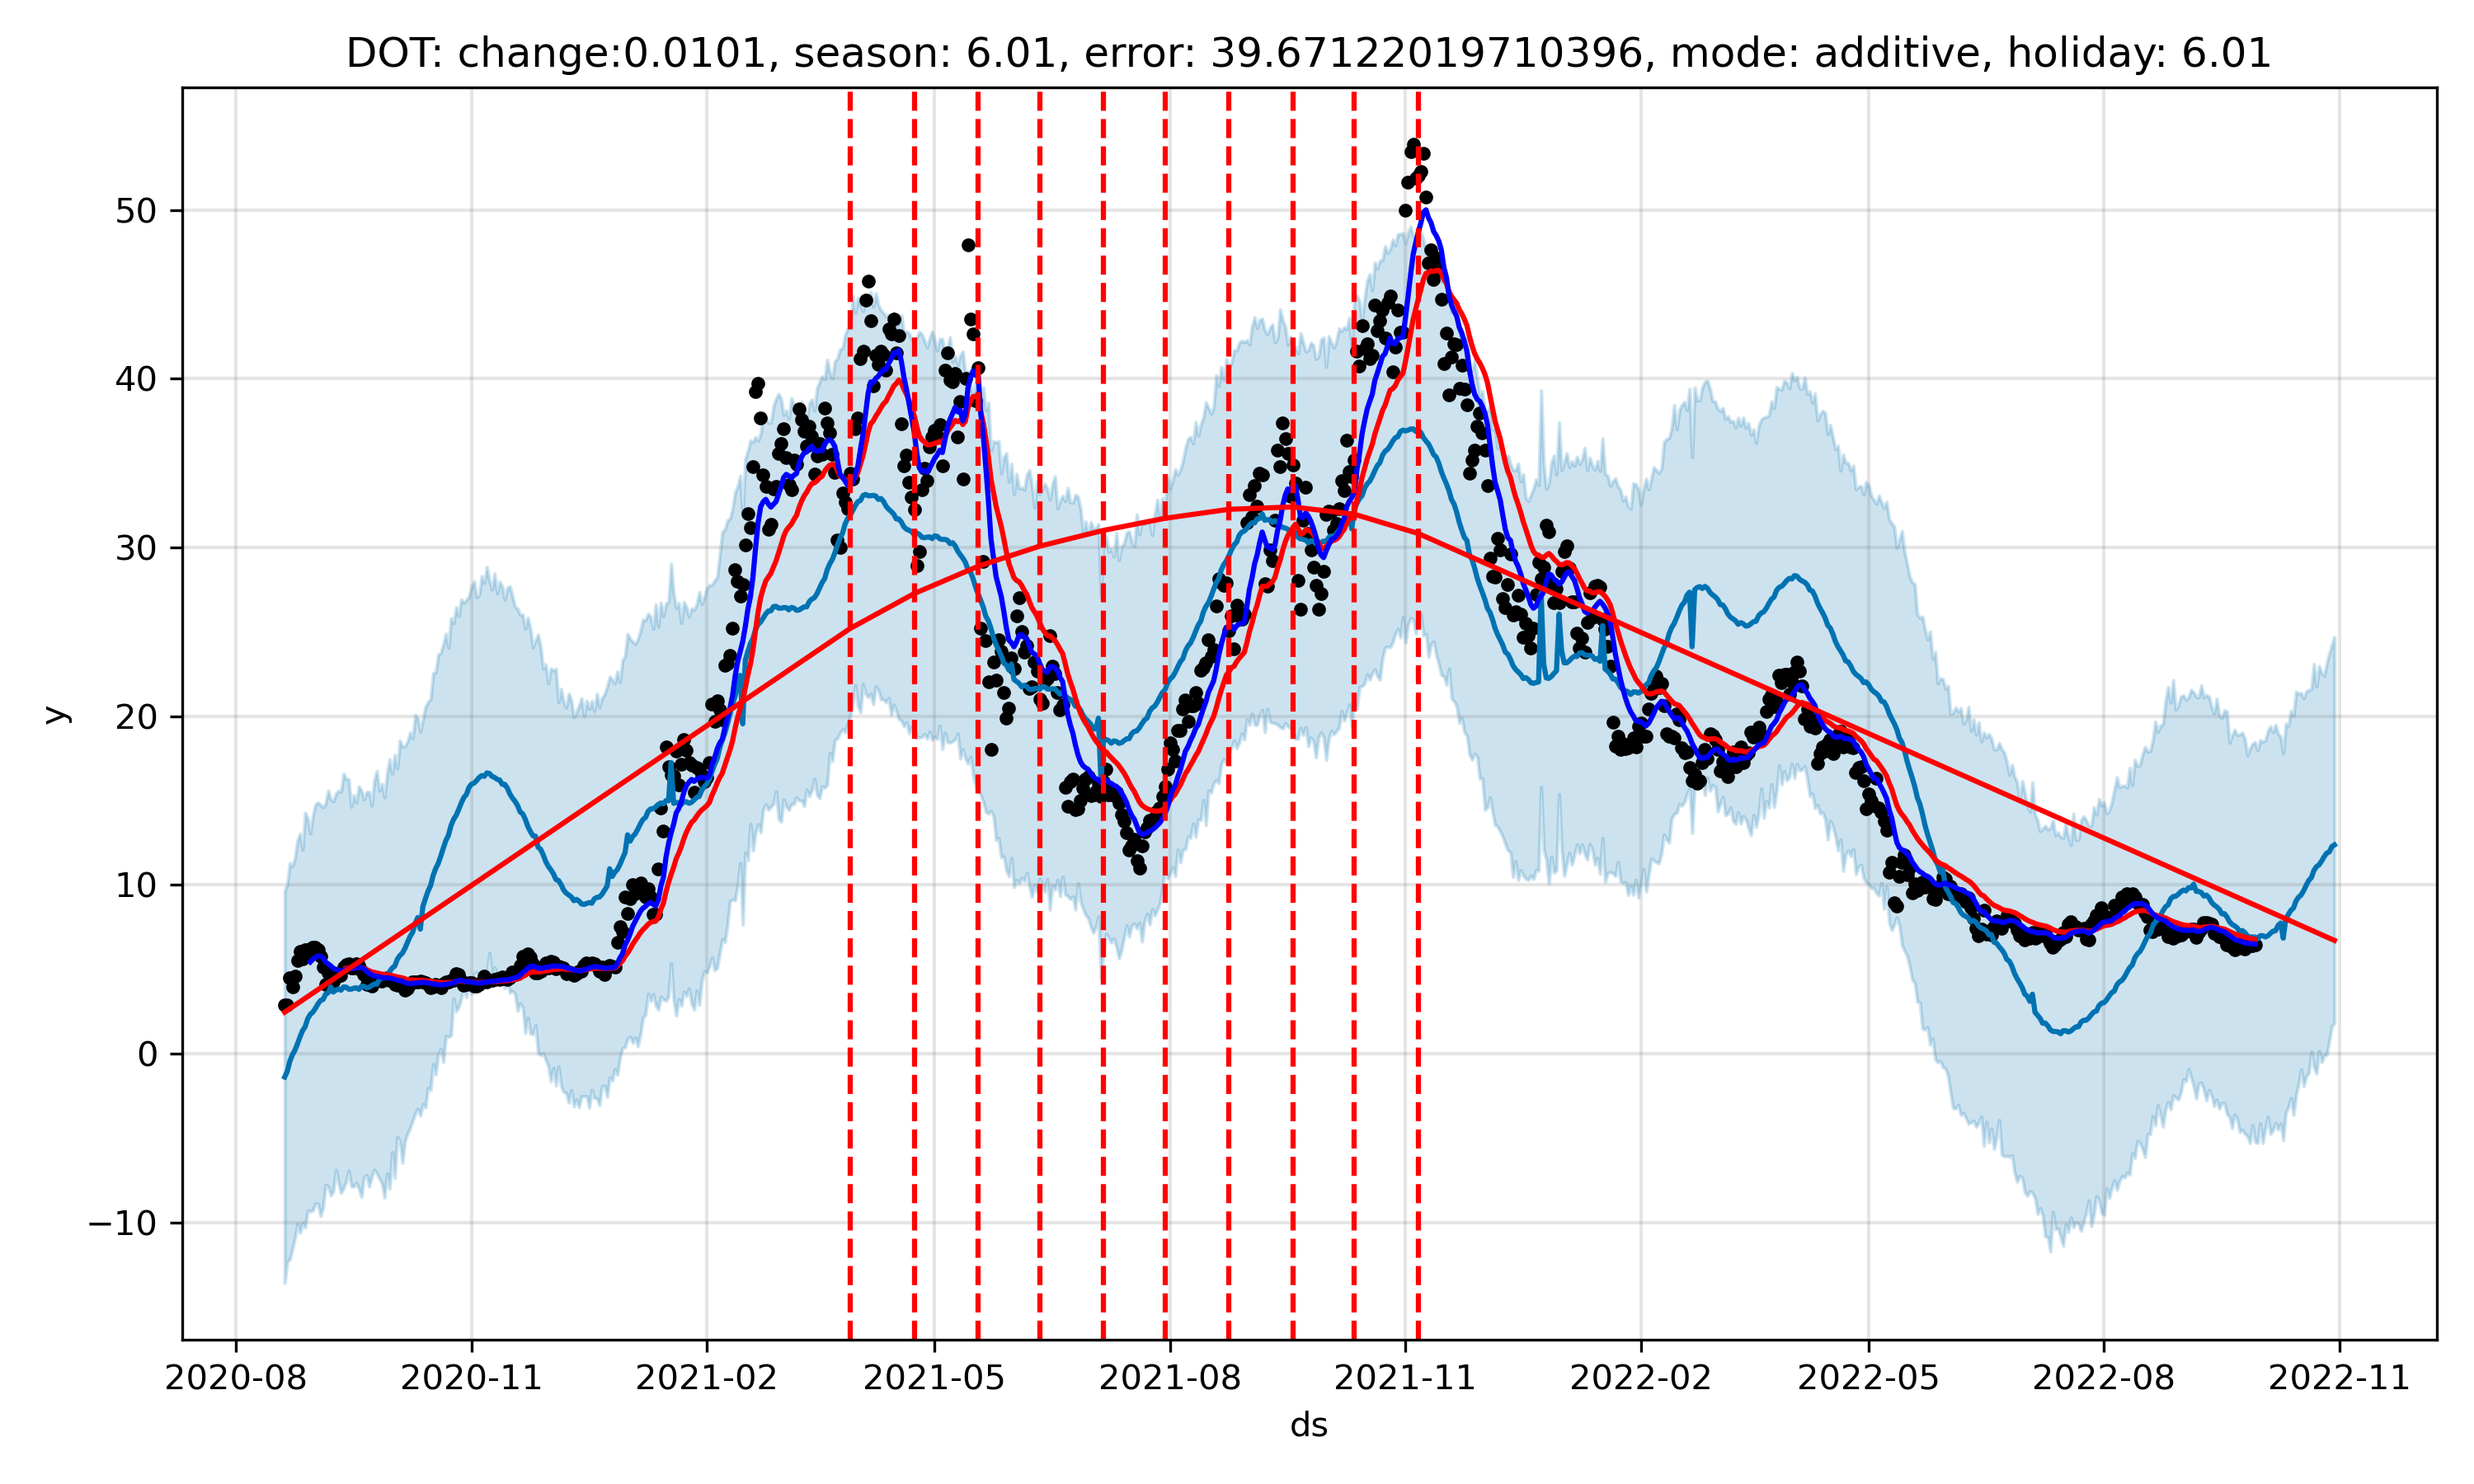 DOT: change:0.0101, season: 6.01, error: 39.67122019710396, mode: additive, holiday: 6.01
50
40
30
20
10
0
−10
y
2020-08 2020-11 2021-02 2021-05 2021-08 2021-11 2022-02 2022-05 2022-08 2022-11
ds